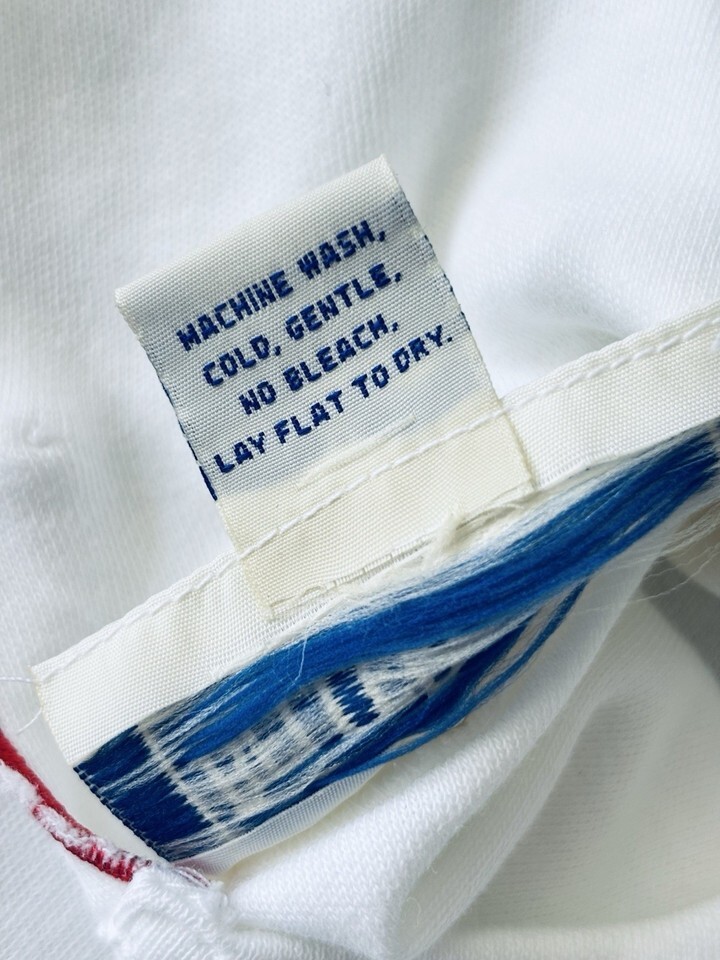 MACHINE WASH,
COLD, GENTLE,
NO BLEACH,
LAY FLAT TO DRY.